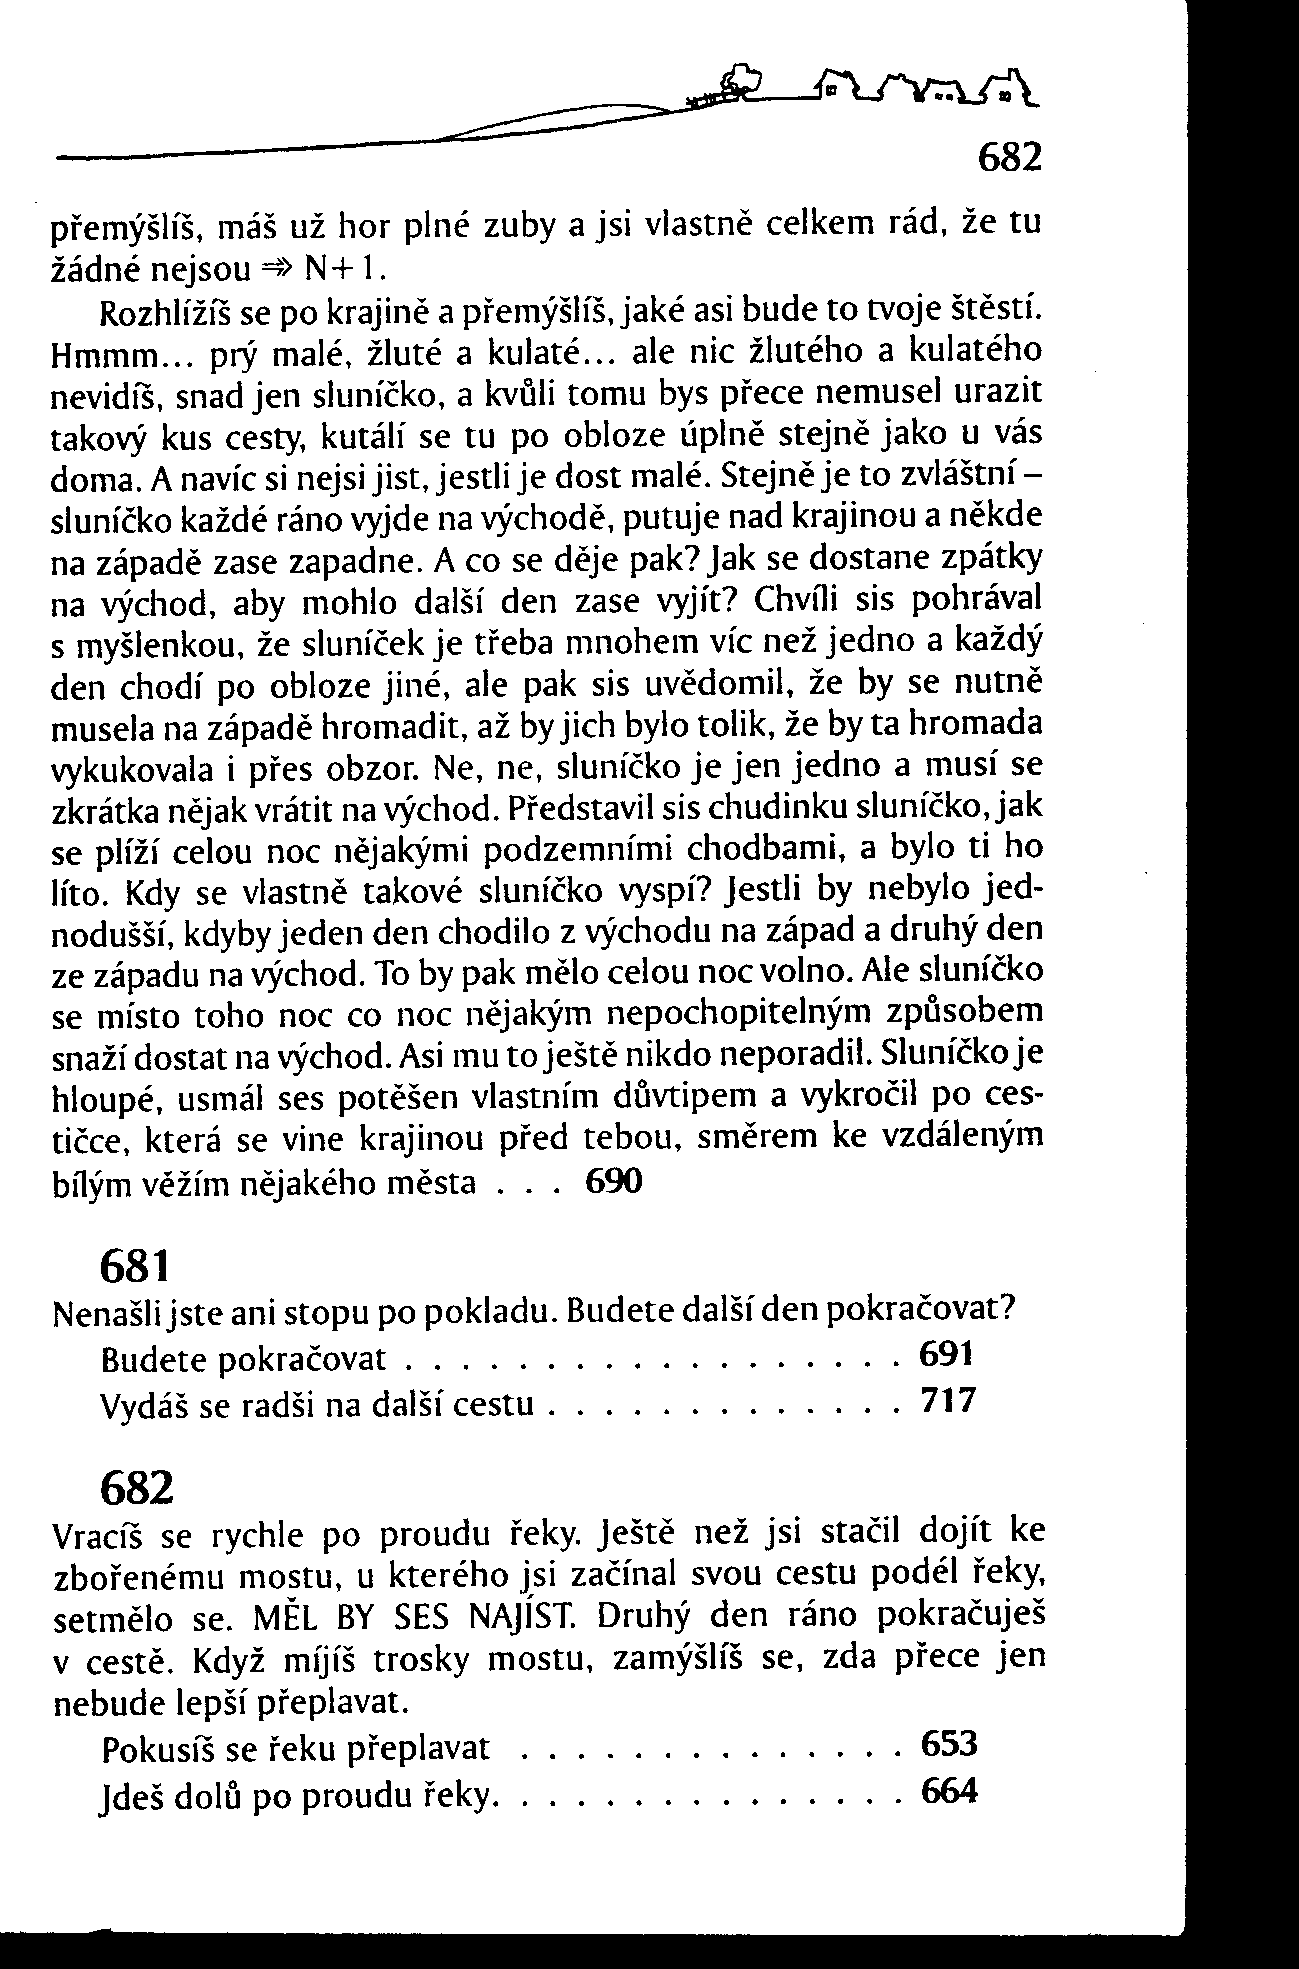 682
přemýšlíš, máš už hor plné zuby a jsi vlastně celkem rád, že tu
žádné nejsou ⇒ N+1.
Rozhlížíš se po krajině a přemýšlíš, jaké asi bude to tvoje štěstí.
Hmmm... prý malé, žluté a kulaté... ale nic žlutého a kulatého
nevidíš, snad jen sluníčko, a kvůli tomu bys přece nemusel urazit
takový kus cesty, kutálí se tu po obloze úplně stejně jako u vás
doma. A navíc si nejsi jist, jestli je dost malé. Stejně je to zvláštní –
sluníčko každé ráno vyjde na východě, putuje nad krajinou a někde
na západě zase zapadne. A co se děje pak? Jak se dostane zpátky
na východ, aby mohlo další den zase vyjít? Chvíli sis pohrával
s myšlenkou, že sluníček je třeba mnohem víc než jedno a každý
den chodí po obloze jiné, ale pak sis uvědomil, že by se nutně
musela na západě hromadit, až by jich bylo tolik, že by ta hromada
vykukovala i přes obzor. Ne, ne, sluníčko je jen jedno a musí se
zkrátka nějak vrátit na východ. Představil sis chudinku sluníčko, jak
se plíží celou noc nějakými podzemními chodbami, a bylo ti ho
líto. Kdy se vlastně takové sluníčko vyspí? Jestli by nebylo jed-
nodušší, kdyby jeden den chodilo z východu na západ a druhý den
ze západu na východ. To by pak mělo celou noc volno. Ale sluníčko
se místo toho noc co noc nějakým nepochopitelným způsobem
snaží dostat na východ. Asi mu to ještě nikdo neporadil. Sluníčko je
hloupé, usmál ses potěšen vlastním důvtipem a vykročil po ces-
tičce, která se vine krajinou před tebou, směrem ke vzdáleným
bílým věžím nějakého města . . . 690
681
Nenašli jste ani stopu po pokladu. Budete další den pokračovat?
Budete pokračovat . . . . . . . . . . . . . . . . . . 691
Vydáš se radši na další cestu . . . . . . . . . . . . . 717
682
Vracíš se rychle po proudu řeky. Ještě než jsi stačil dojít ke
zbořenému mostu, u kterého jsi začínal svou cestu podél řeky,
setmělo se. MĚL BY SES NAJÍST. Druhý den ráno pokračuješ
v cestě. Když míjíš trosky mostu, zamýšlíš se, zda přece jen
nebude lepší přeplavat.
Pokusíš se řeku přeplavat . . . . . . . . . . . . . . 653
Jdeš dolů po proudu řeky. . . . . . . . . . . . . . . 664